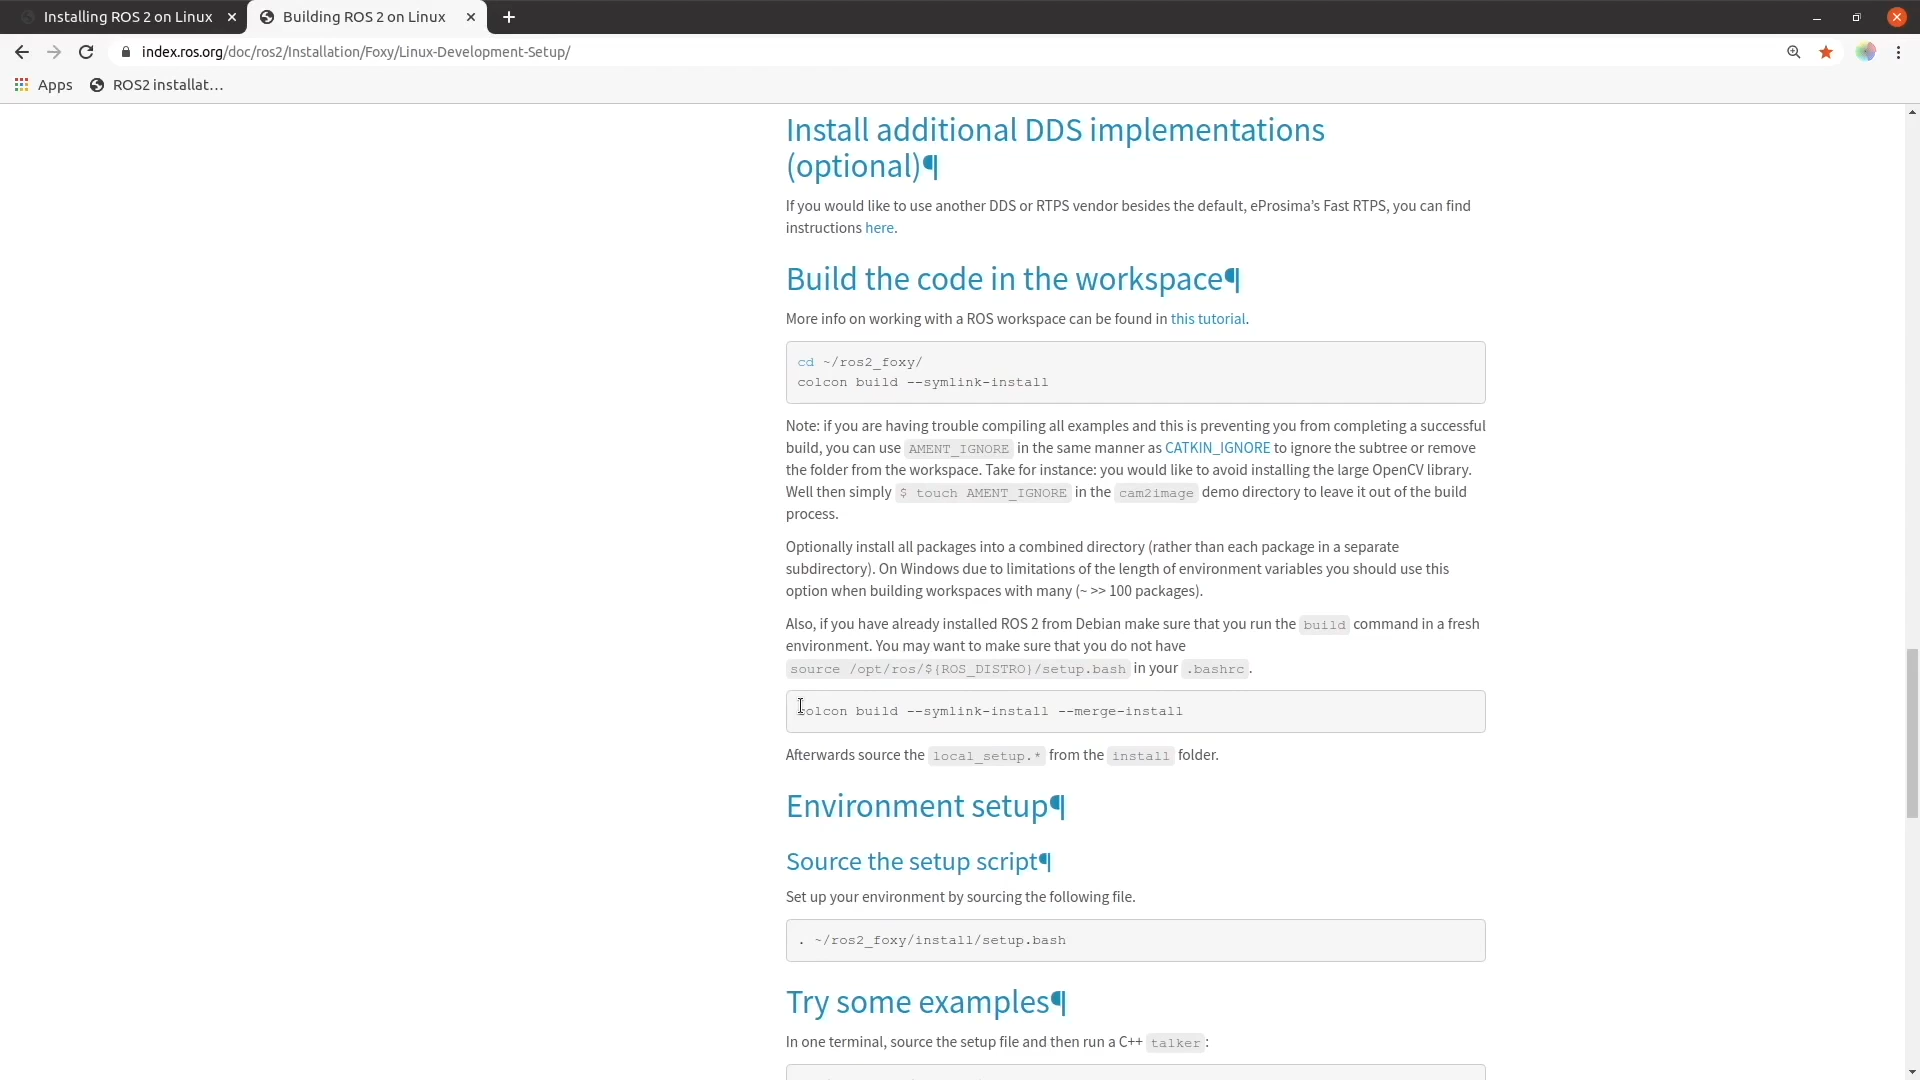 Installing ROS 2 on Linux
Building ROS 2 on Linux
index.ros.org/doc/ros2/Installation/Foxy/Linux-Development-Setup/
Apps
ROS2 installat…
Install additional DDS implementations
(optional)¶
If you would like to use another DDS or RTPS vendor besides the default, eProsima’s Fast RTPS, you can find
instructions here.
Build the code in the workspace¶
More info on working with a ROS workspace can be found in this tutorial.
cd ~/ros2_foxy/
colcon build --symlink-install
Note: if you are having trouble compiling all examples and this is preventing you from completing a successful
build, you can use AMENT_IGNORE in the same manner as CATKIN_IGNORE to ignore the subtree or remove
the folder from the workspace. Take for instance: you would like to avoid installing the large OpenCV library.
Well then simply $ touch AMENT_IGNORE in the cam2image demo directory to leave it out of the build
process.
Optionally install all packages into a combined directory (rather than each package in a separate
subdirectory). On Windows due to limitations of the length of environment variables you should use this
option when building workspaces with many (~ >> 100 packages).
Also, if you have already installed ROS 2 from Debian make sure that you run the build command in a fresh
environment. You may want to make sure that you do not have
source /opt/ros/${ROS_DISTRO}/setup.bash in your .bashrc.
colcon build --symlink-install --merge-install
Afterwards source the local_setup.* from the install folder.
Environment setup¶
Source the setup script¶
Set up your environment by sourcing the following file.
. ~/ros2_foxy/install/setup.bash
Try some examples¶
In one terminal, source the setup file and then run a C++ talker: